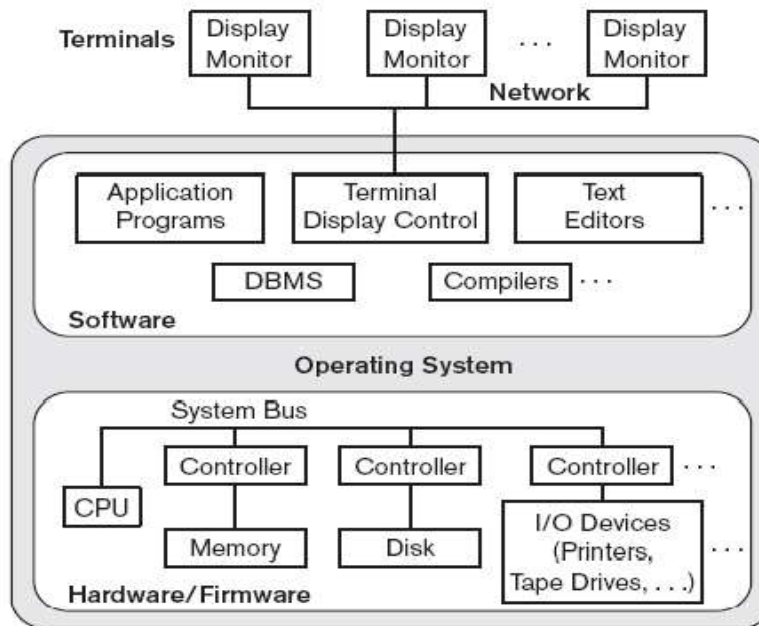 Terminals
Display
Monitor
Display
Monitor
. . .
Display
Monitor
Network
Application
Programs
Terminal
Display Control
Text
Editors
. . .
DBMS
Compilers
. . .
Software
Operating System
System Bus
Controller
Controller
Controller
. . .
CPU
Memory
Disk
I/O Devices
(Printers,
Tape Drives, . . .)
. . .
Hardware/Firmware